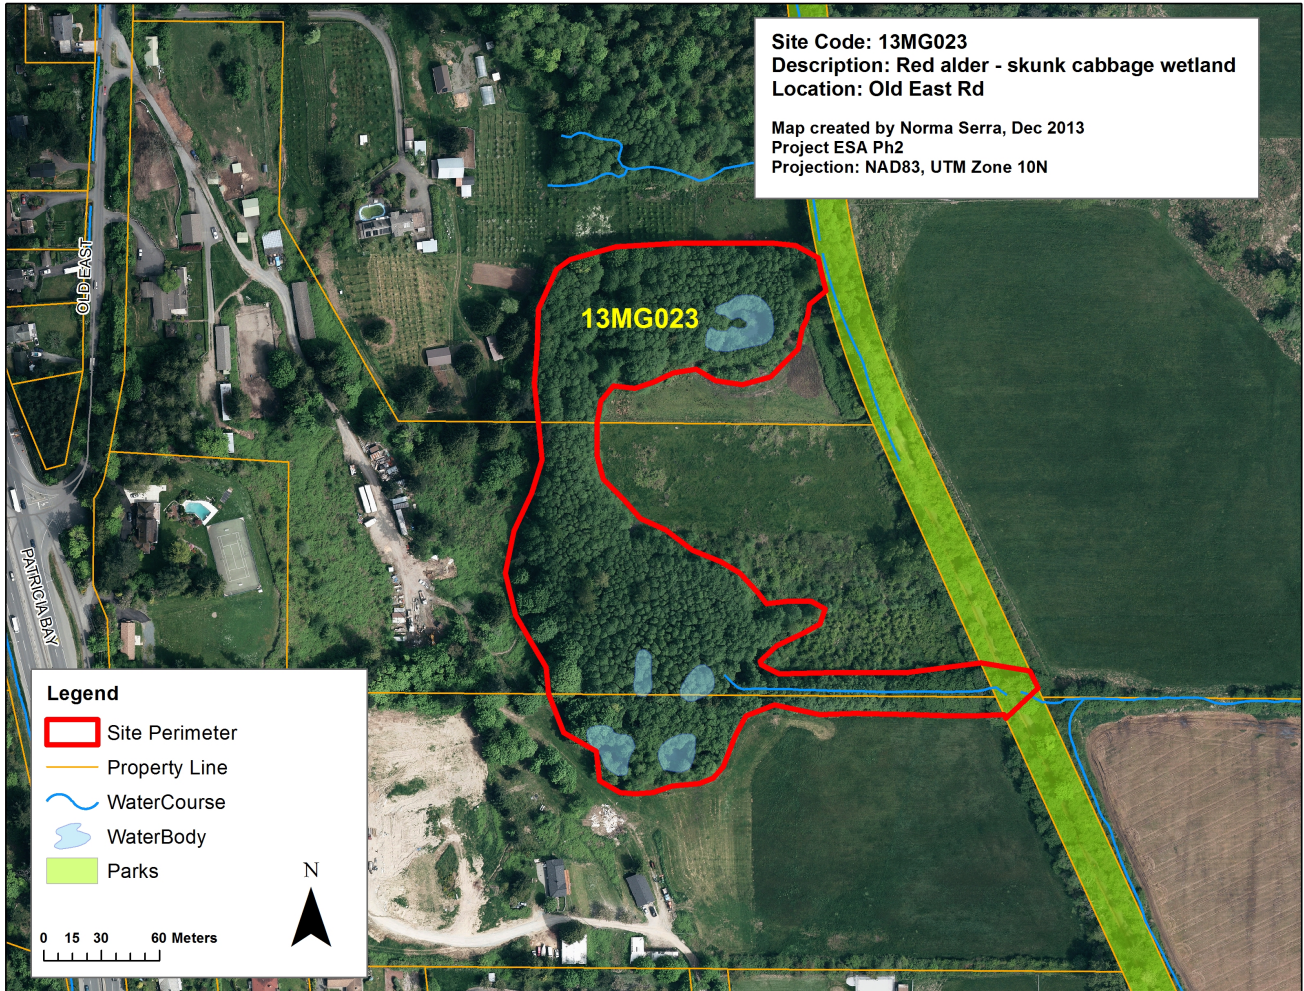 Site Code: 13MG023
Description: Red alder - skunk cabbage wetland
Location: Old East Rd
Map created by Norma Serra, Dec 2013
Project ESA Ph2
Projection: NAD83, UTM Zone 10N
OLD EAST
13MG023
PATRICIA BAY
Legend
Site Perimeter
Property Line
WaterCourse
WaterBody
Parks
N
0 15 30 60 Meters